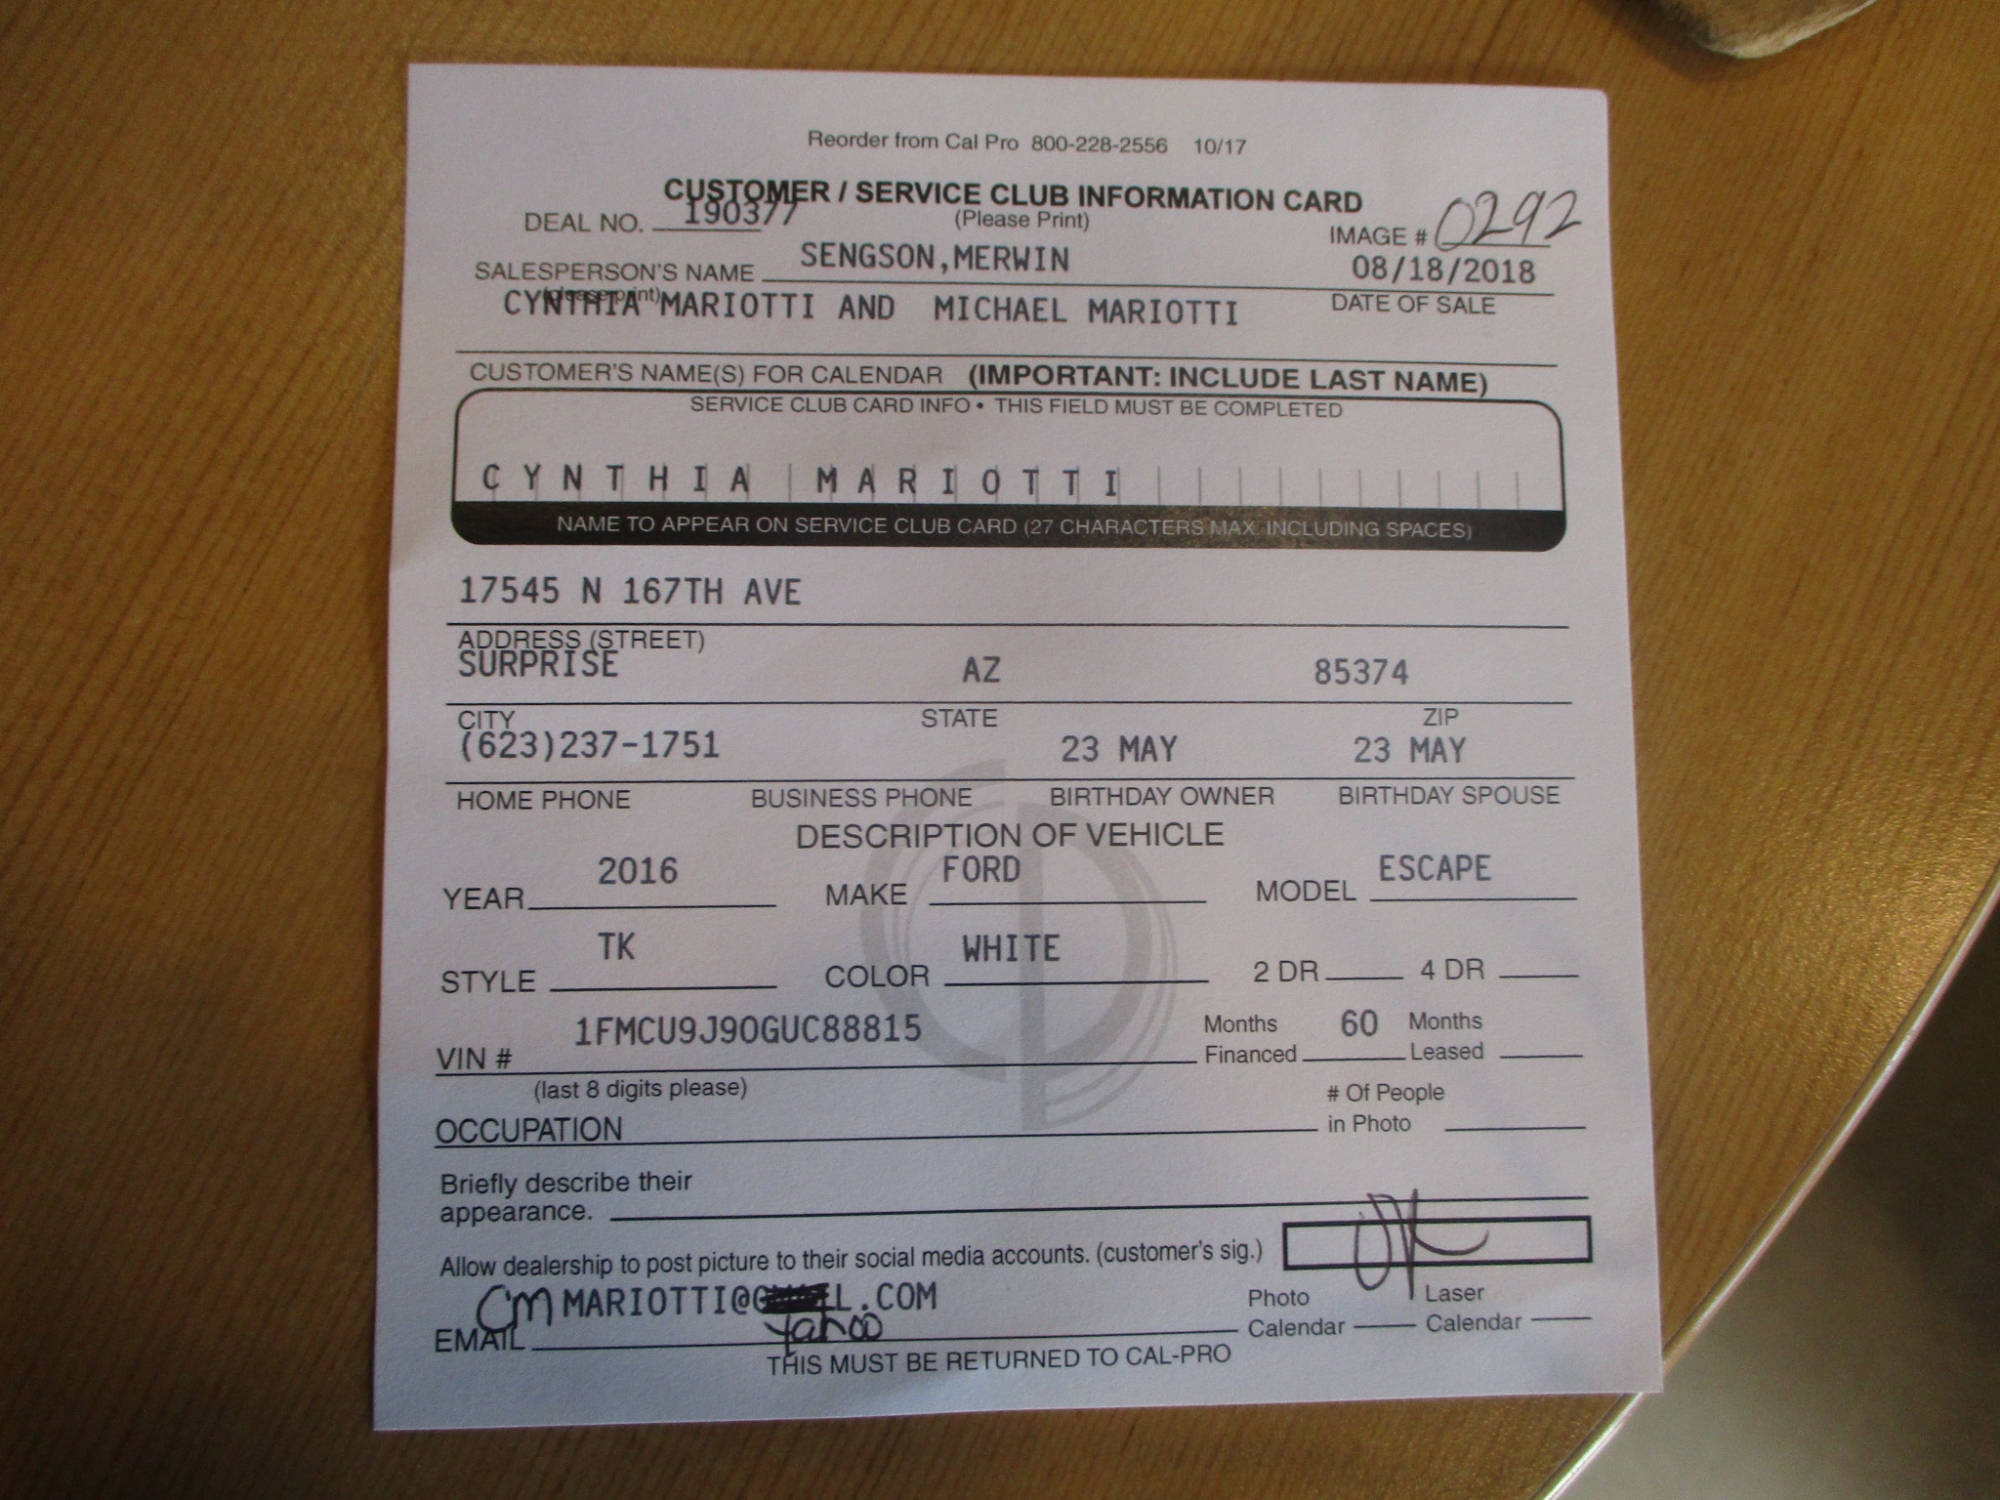 Reorder from Cal Pro 800-228-2556 10/17
CUSTOMER / SERVICE CLUB INFORMATION CARD
DEAL NO. 190377 (Please Print) IMAGE # 0292
SALESPERSON'S NAME SENGSON,MERWIN 08/18/2018
(please print) DATE OF SALE
CYNTHIA MARIOTTI AND MICHAEL MARIOTTI
CUSTOMER'S NAME(S) FOR CALENDAR (IMPORTANT: INCLUDE LAST NAME)
SERVICE CLUB CARD INFO • THIS FIELD MUST BE COMPLETED
CYNTHIA MARIOTTI
NAME TO APPEAR ON SERVICE CLUB CARD (27 CHARACTERS MAX. INCLUDING SPACES)
17545 N 167TH AVE
ADDRESS (STREET)
SURPRISE AZ 85374
CITY STATE ZIP
(623)237-1751 23 MAY 23 MAY
HOME PHONE BUSINESS PHONE BIRTHDAY OWNER BIRTHDAY SPOUSE
DESCRIPTION OF VEHICLE
YEAR 2016 MAKE FORD MODEL ESCAPE
STYLE TK COLOR WHITE 2 DR 4 DR
VIN # 1FMCU9J90GUC88815 Months Financed 60 Months Leased
(last 8 digits please) # Of People
OCCUPATION in Photo
Briefly describe their
appearance.
Allow dealership to post picture to their social media accounts. (customer's sig.)
EMAIL CMMARIOTTI@ yahoo .COM Photo Calendar Laser Calendar
THIS MUST BE RETURNED TO CAL-PRO